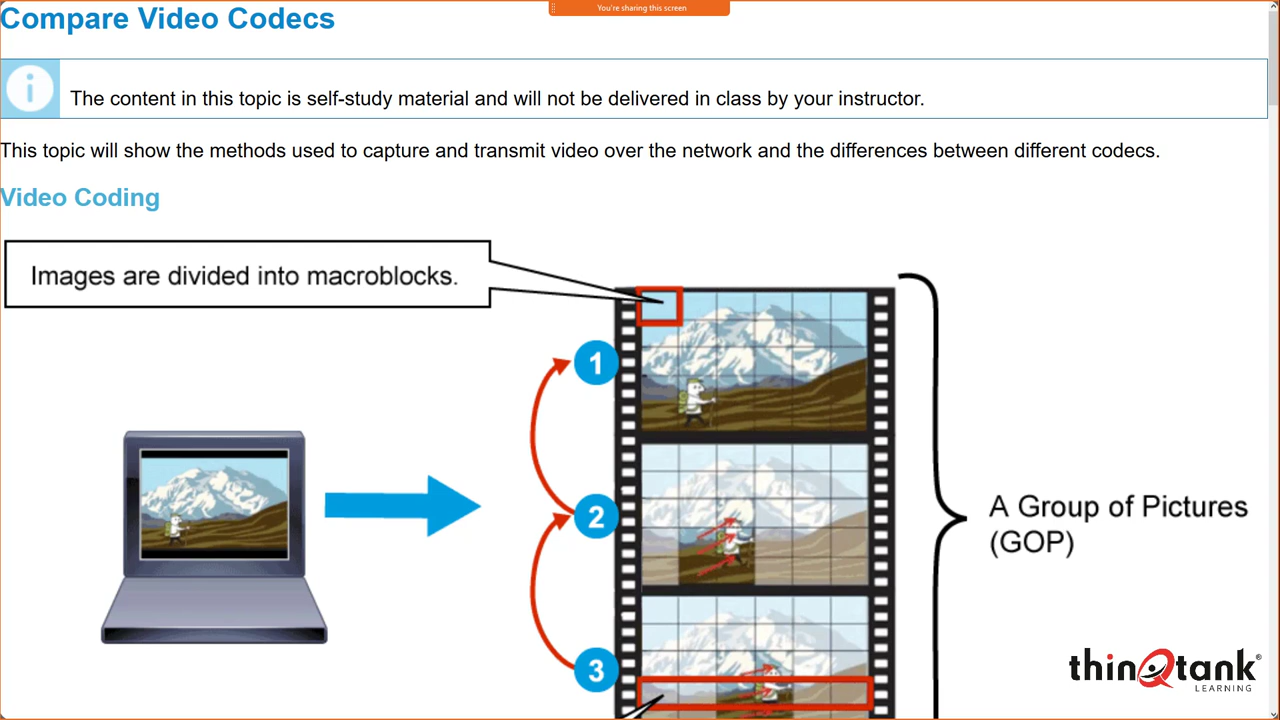 You're sharing this screen
Compare Video Codecs
i
The content in this topic is self-study material and will not be delivered in class by your instructor.
This topic will show the methods used to capture and transmit video over the network and the differences between different codecs.
Video Coding
Images are divided into macroblocks.
1
2
A Group of Pictures
(GOP)
3
thinQtank®
LEARNING